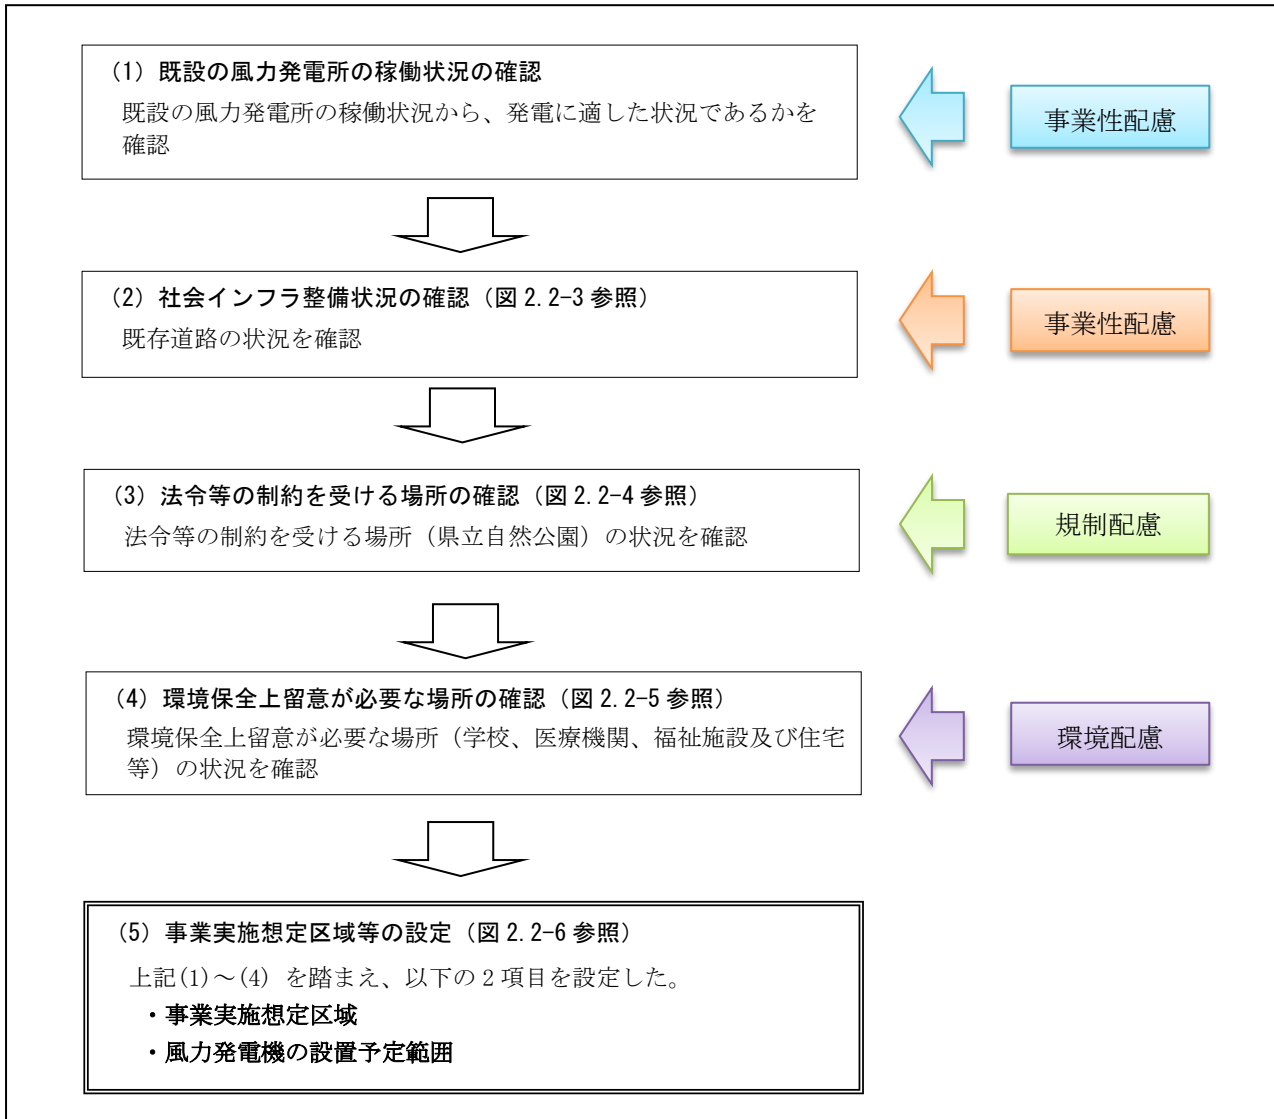 (1) 既設の風力発電所の稼働状況の確認
既設の風力発電所の稼働状況から、発電に適した状況であるかを
確認
事業性配慮
(2) 社会インフラ整備状況の確認（図 2.2-3 参照）
既存道路の状況を確認
事業性配慮
(3) 法令等の制約を受ける場所の確認（図 2.2-4 参照）
法令等の制約を受ける場所（県立自然公園）の状況を確認
規制配慮
(4) 環境保全上留意が必要な場所の確認（図 2.2-5 参照）
環境保全上留意が必要な場所（学校、医療機関、福祉施設及び住宅
等）の状況を確認
環境配慮
(5) 事業実施想定区域等の設定（図 2.2-6 参照）
上記(1)～(4) を踏まえ、以下の 2 項目を設定した。
・事業実施想定区域
・風力発電機の設置予定範囲